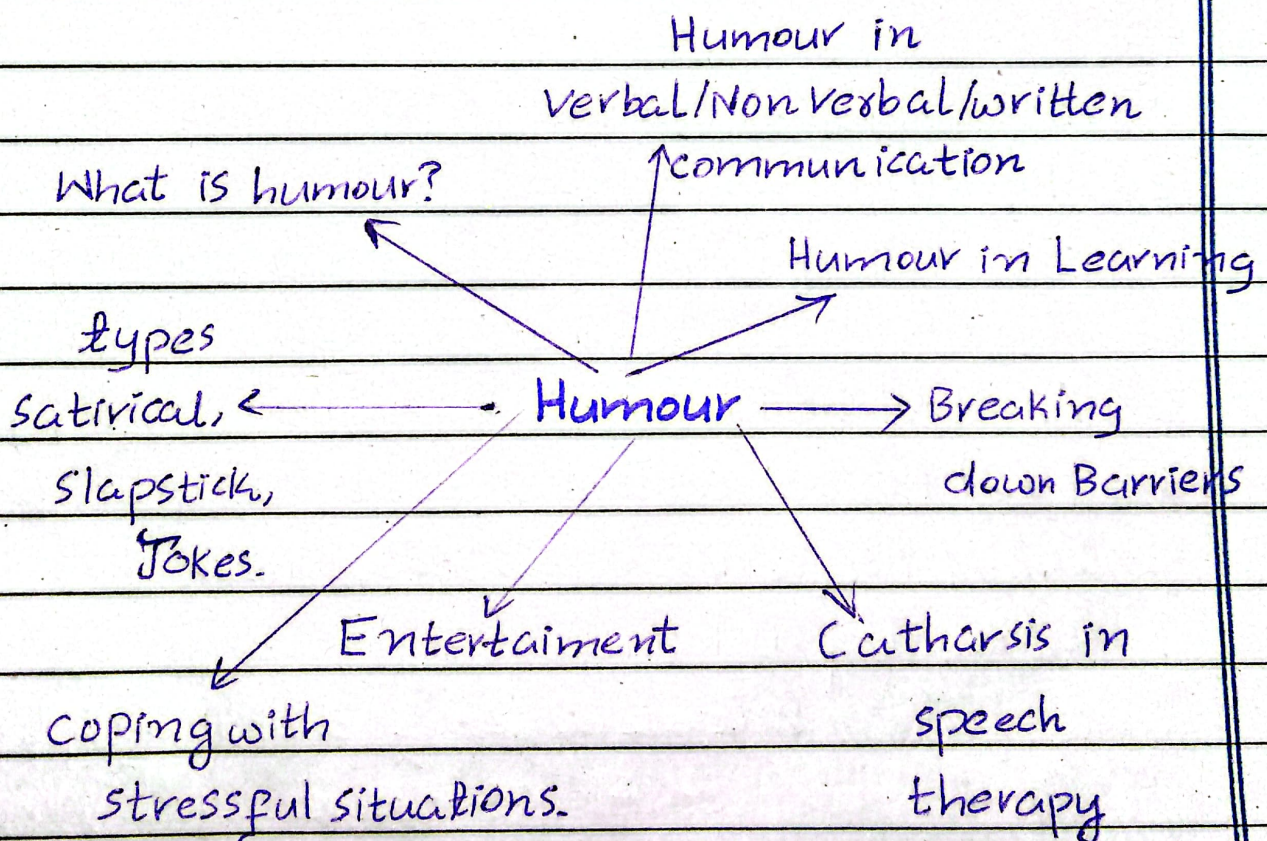 Humour in
Verbal/Non Verbal/written
communication
What is humour?
Humour in Learning
types
satirical,
slapstick,
Jokes.
Humour
Breaking
down Barriers
Entertaiment
Catharsis in
speech
therapy
coping with
stressful situations.